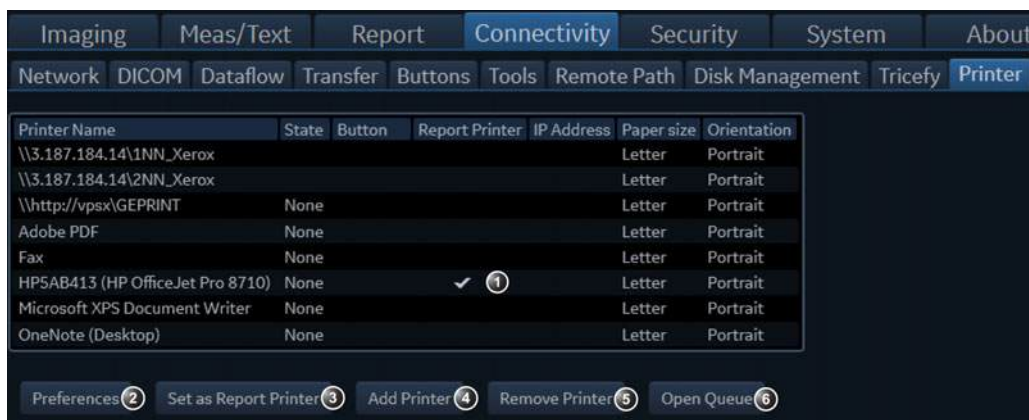 Imaging Meas/Text Report Connectivity Security System About
Network DICOM Dataflow Transfer Buttons Tools Remote Path Disk Management Tricefy Printer
Printer Name State Button Report Printer IP Address Paper size Orientation
\\3.187.184.14\1NN_Xerox Letter Portrait
\\3.187.184.14\2NN_Xerox Letter Portrait
\\http://vpsx\GEPRINT None Letter Portrait
Adobe PDF None Letter Portrait
Fax None Letter Portrait
HP5AB413 (HP OfficeJet Pro 8710) None ✓ 1 Letter Portrait
Microsoft XPS Document Writer None Letter Portrait
OneNote (Desktop) None Letter Portrait
Preferences 2 Set as Report Printer 3 Add Printer 4 Remove Printer 5 Open Queue 6